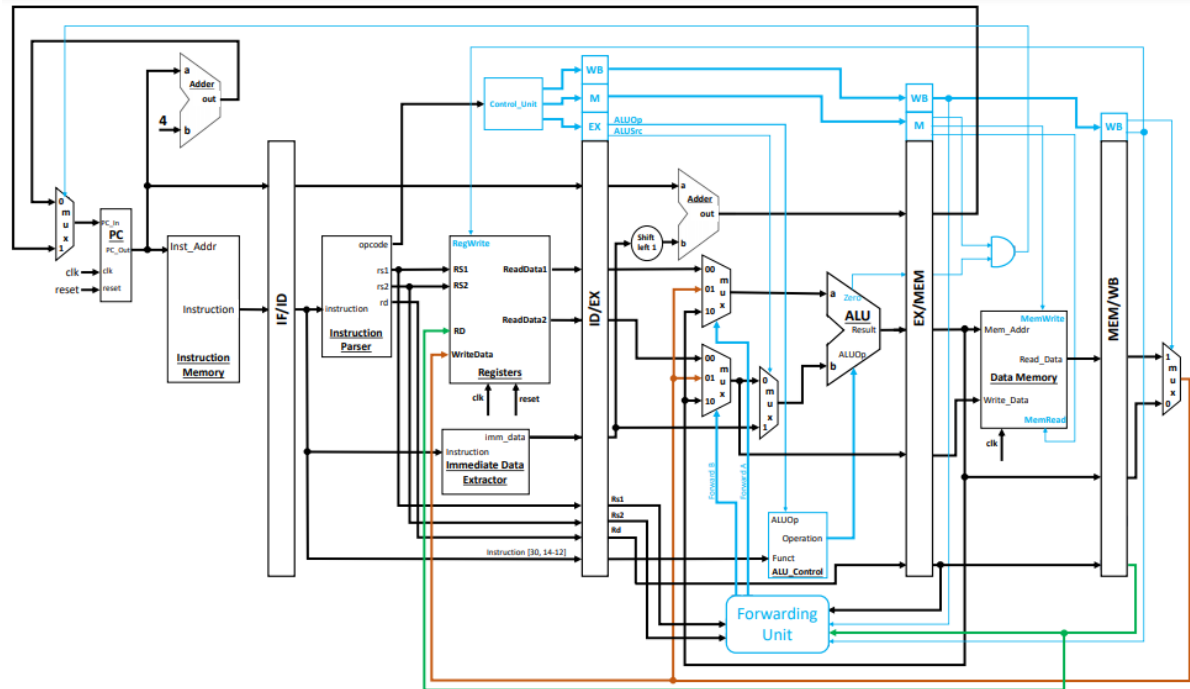 a
Adder
out
4
b
0
m
u
x
1
PC_In
PC
PC_Out
clk
clk
reset
reset
Inst_Addr
Instruction
Instruction
Memory
IF/ID
opcode
rs1
rs2
rd
Instruction
Instruction
Parser
Control_Unit
RegWrite
RS1
RS2
RD
WriteData
ReadData1
ReadData2
Registers
clk
reset
imm_data
Instruction
Immediate Data
Extractor
Instruction [30, 14-12]
WB
M
EX
ID/EX
ALUOp
ALUSrc
a
Adder
out
b
Shift
left 1
00
01
10
m
u
x
00
01
10
m
u
x
0
m
u
x
1
a
Zero
ALU
Result
ALUOp
b
Rs1
Rs2
Rd
Forward B
Forward A
ALUOp
Operation
Funct
ALU_Control
Forwarding
Unit
WB
M
EX/MEM
MemWrite
Mem_Addr
Read_Data
Data Memory
Write_Data
MemRead
clk
WB
MEM/WB
1
m
u
x
0